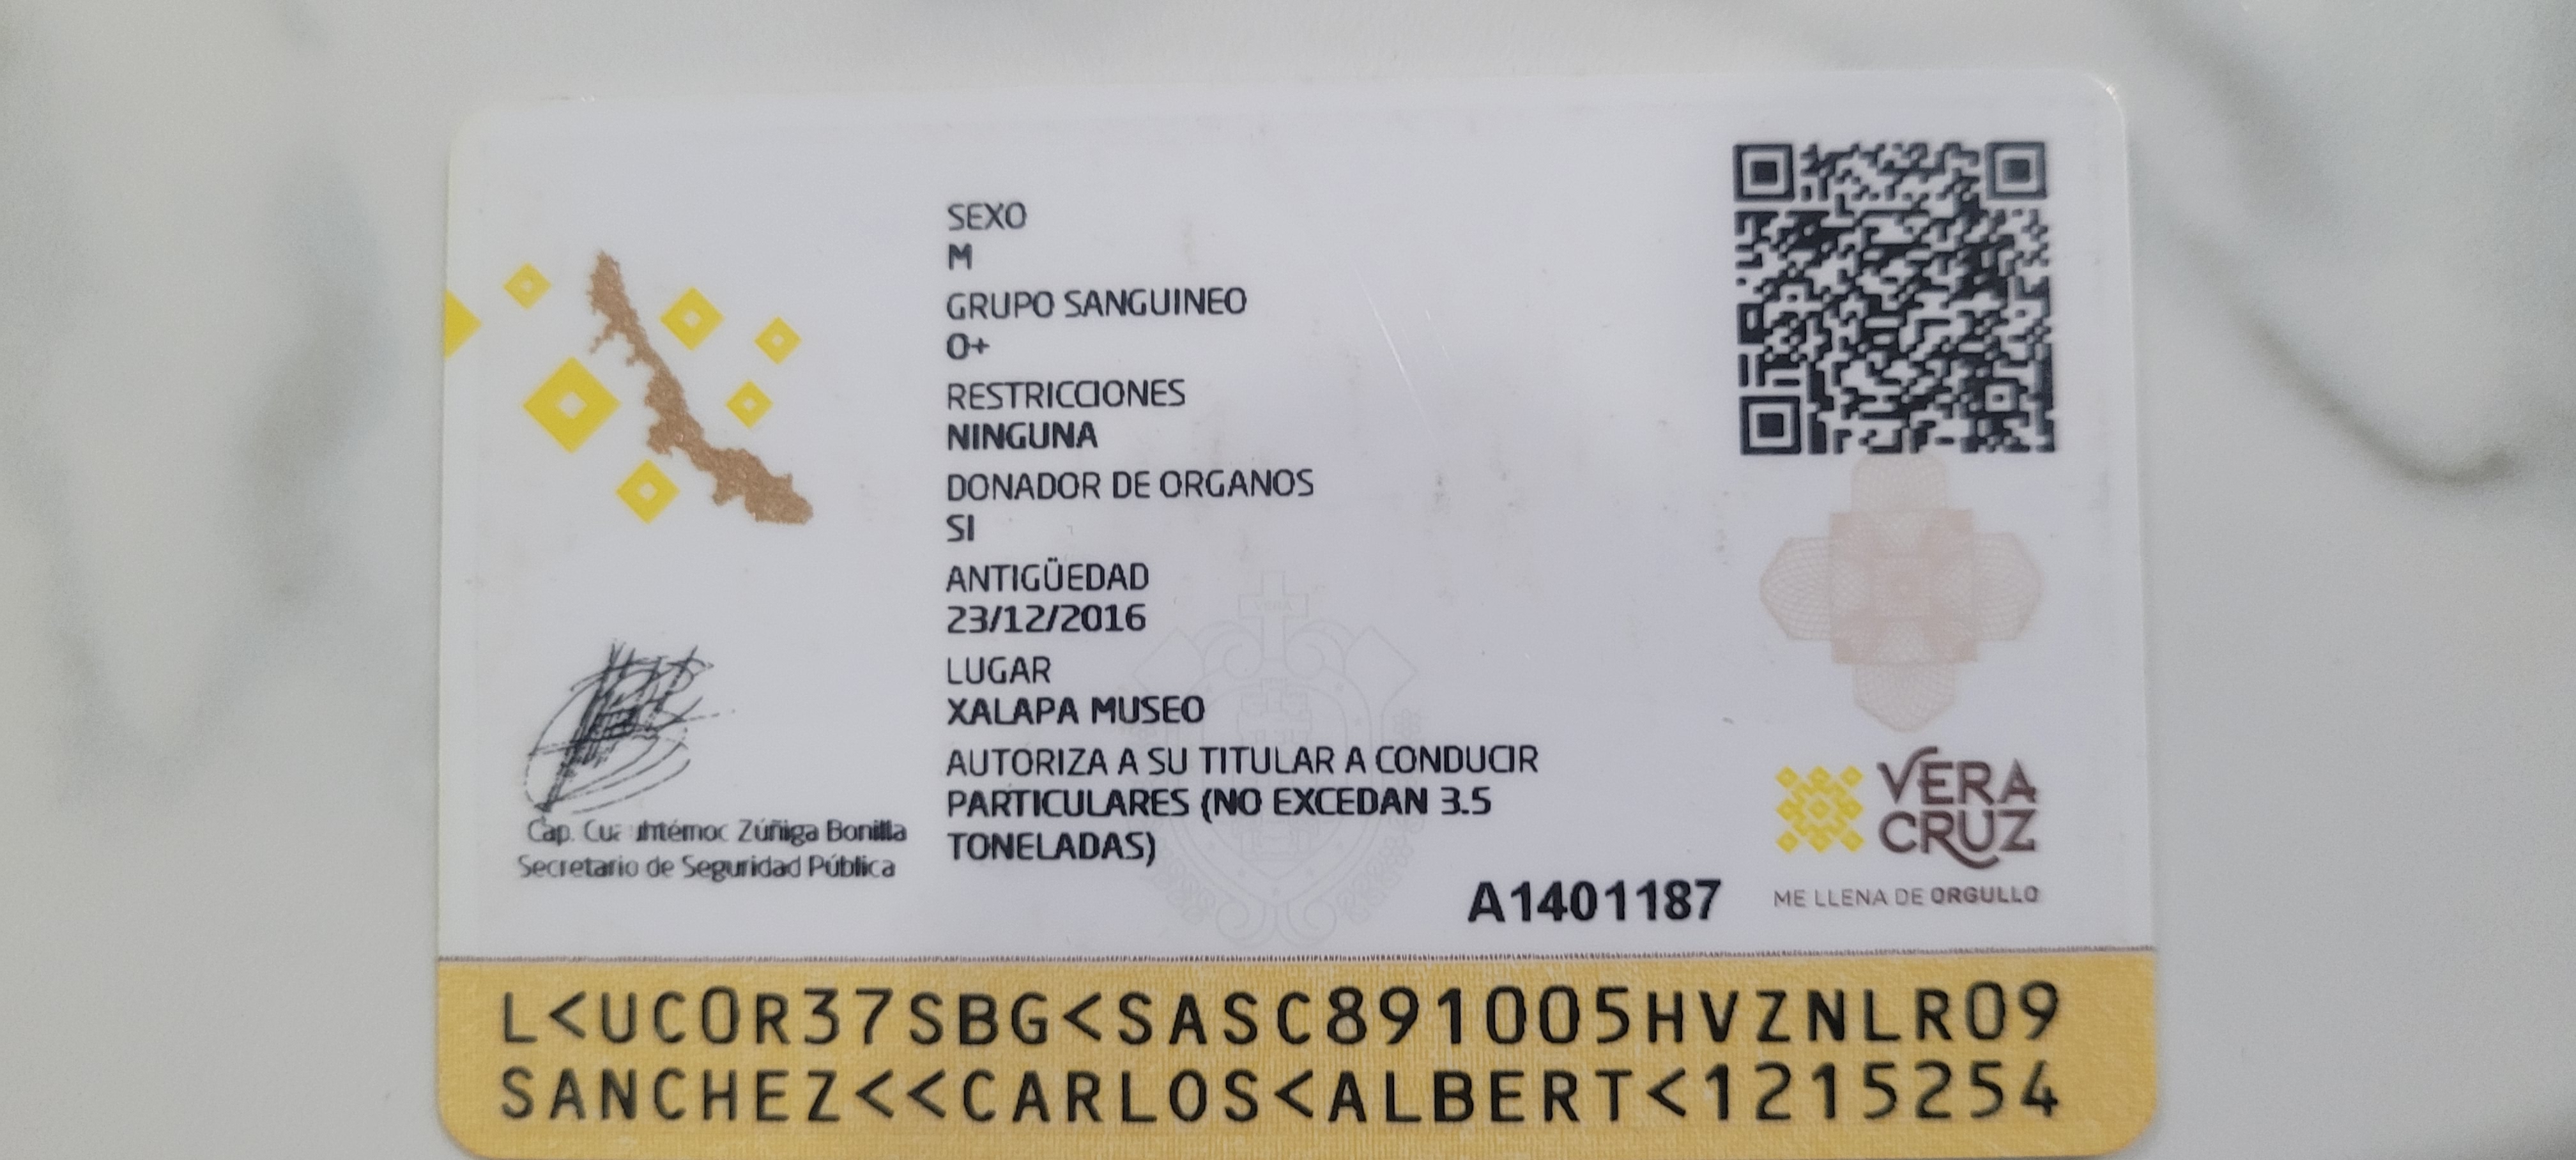 SEXO
M
GRUPO SANGUINEO
O+
RESTRICCIONES
NINGUNA
DONADOR DE ORGANOS
SI
ANTIGÜEDAD
23/12/2016
LUGAR
XALAPA MUSEO
AUTORIZA A SU TITULAR A CONDUCIR
PARTICULARES (NO EXCEDAN 3.5
TONELADAS)
Cap. Zúñiga Bonilla
Secretario de Seguridad Pública
A1401187
VERA
CRUZ
ME LLENA DE ORGULLO
L<UC0R37SBG<SASC891005HVZNLR09
SANCHEZ<<CARLOS<ALBERT<1215254